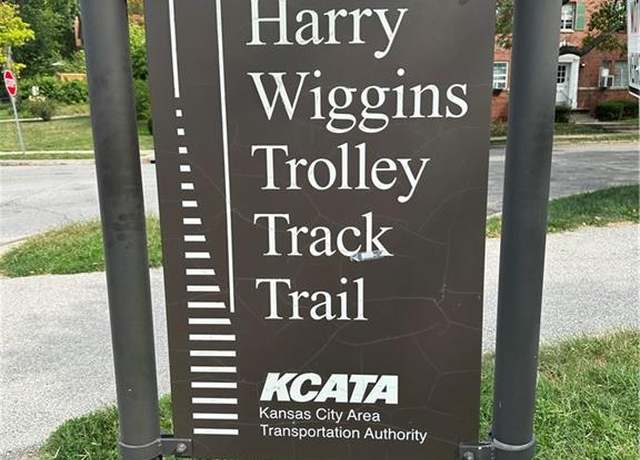 Harry
Wiggins
Trolley
Track
Trail
KCATA
Kansas City Area
Transportation Authority